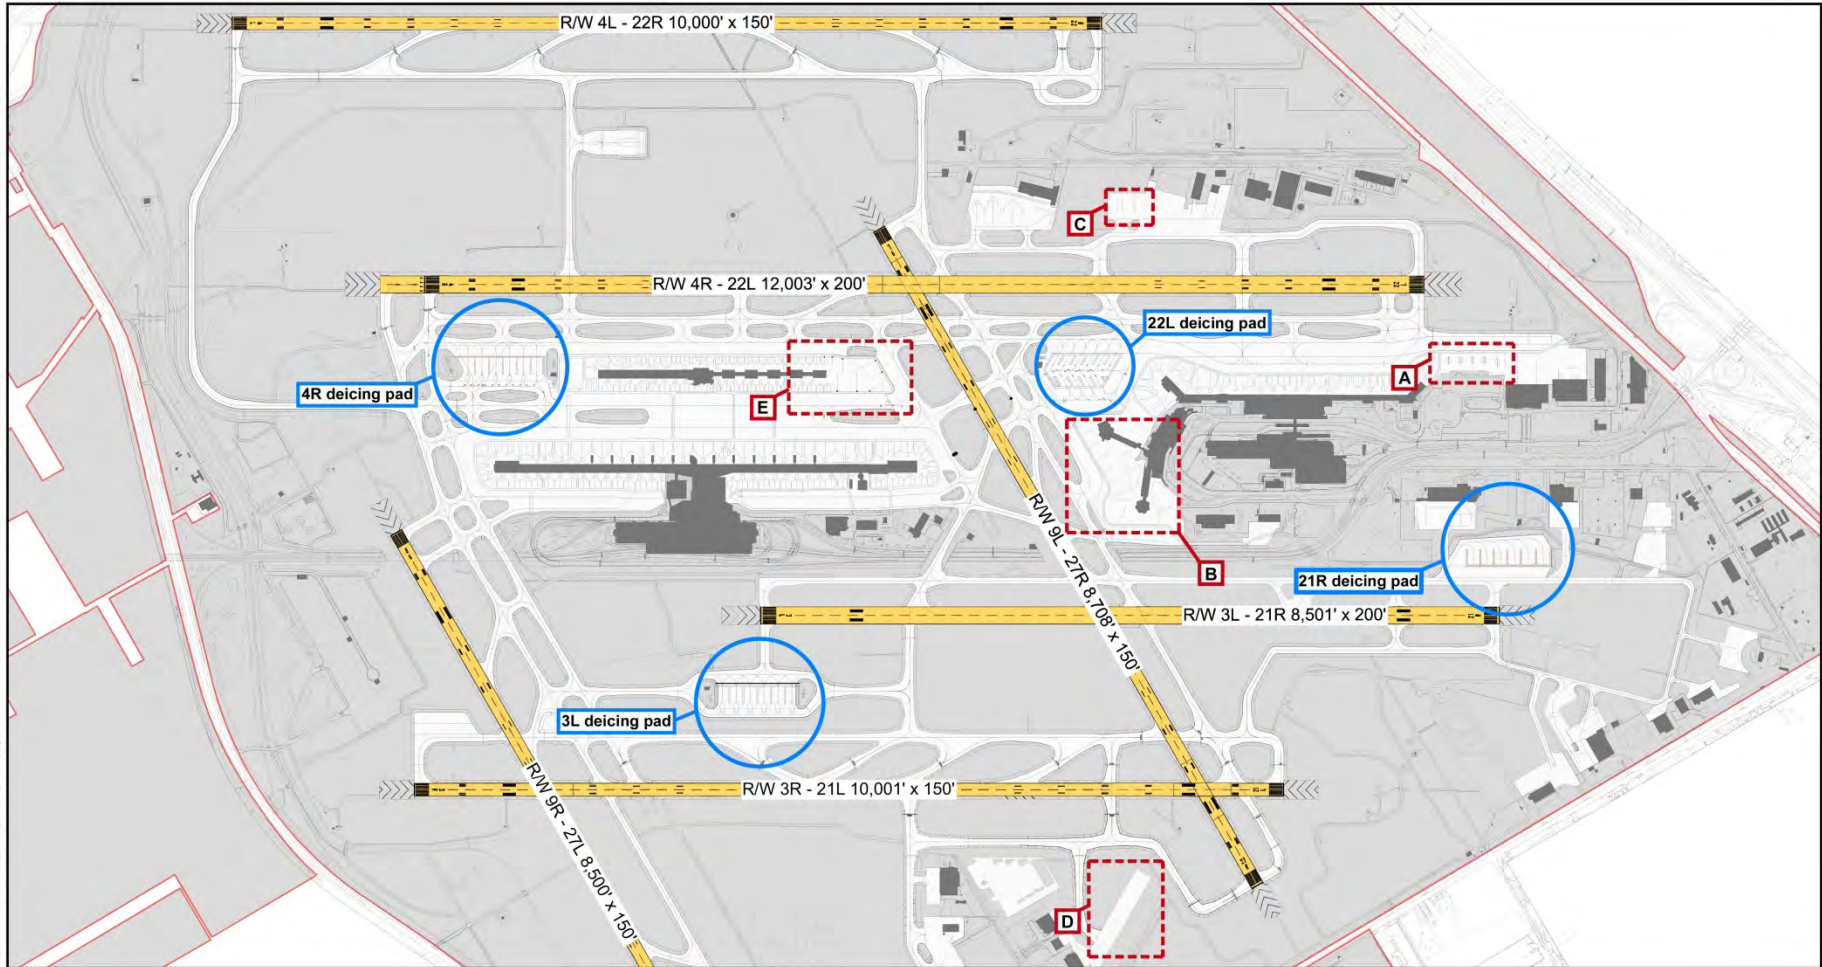 R/W 4L - 22R 10,000' x 150'
C
R/W 4R - 22L 12,003' x 200'
22L deicing pad
4R deicing pad
A
E
R/W 9L - 27R 8,708' x 150'
B
21R deicing pad
R/W 3L - 21R 8,501' x 200'
3L deicing pad
R/W 3R - 21L 10,001' x 150'
R/W 9R - 27L 8,500' x 150'
D